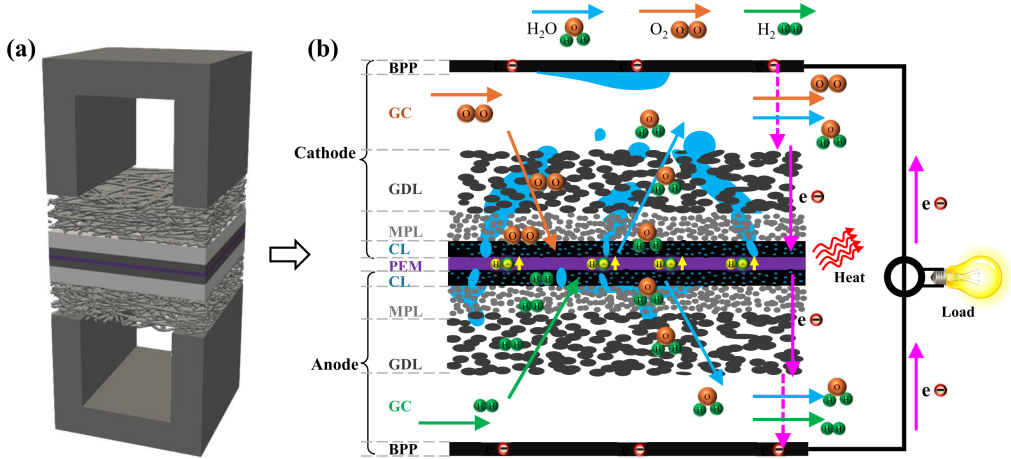 (a)
(b)
H₂O
O
H H
O₂ O O
H₂ H H
BPP
GC
O O
O
H H
O O
O
H H
Cathode
GDL
O O
O
H H
e
MPL
O O
O
H H
CL
PEM
H + H + H + H +
Heat
e
Load
CL
H H
O
H H
MPL
H H
e
Anode
GDL
H H
O
H H
e
GC
H H
O
H H
O
H H
H H
BPP